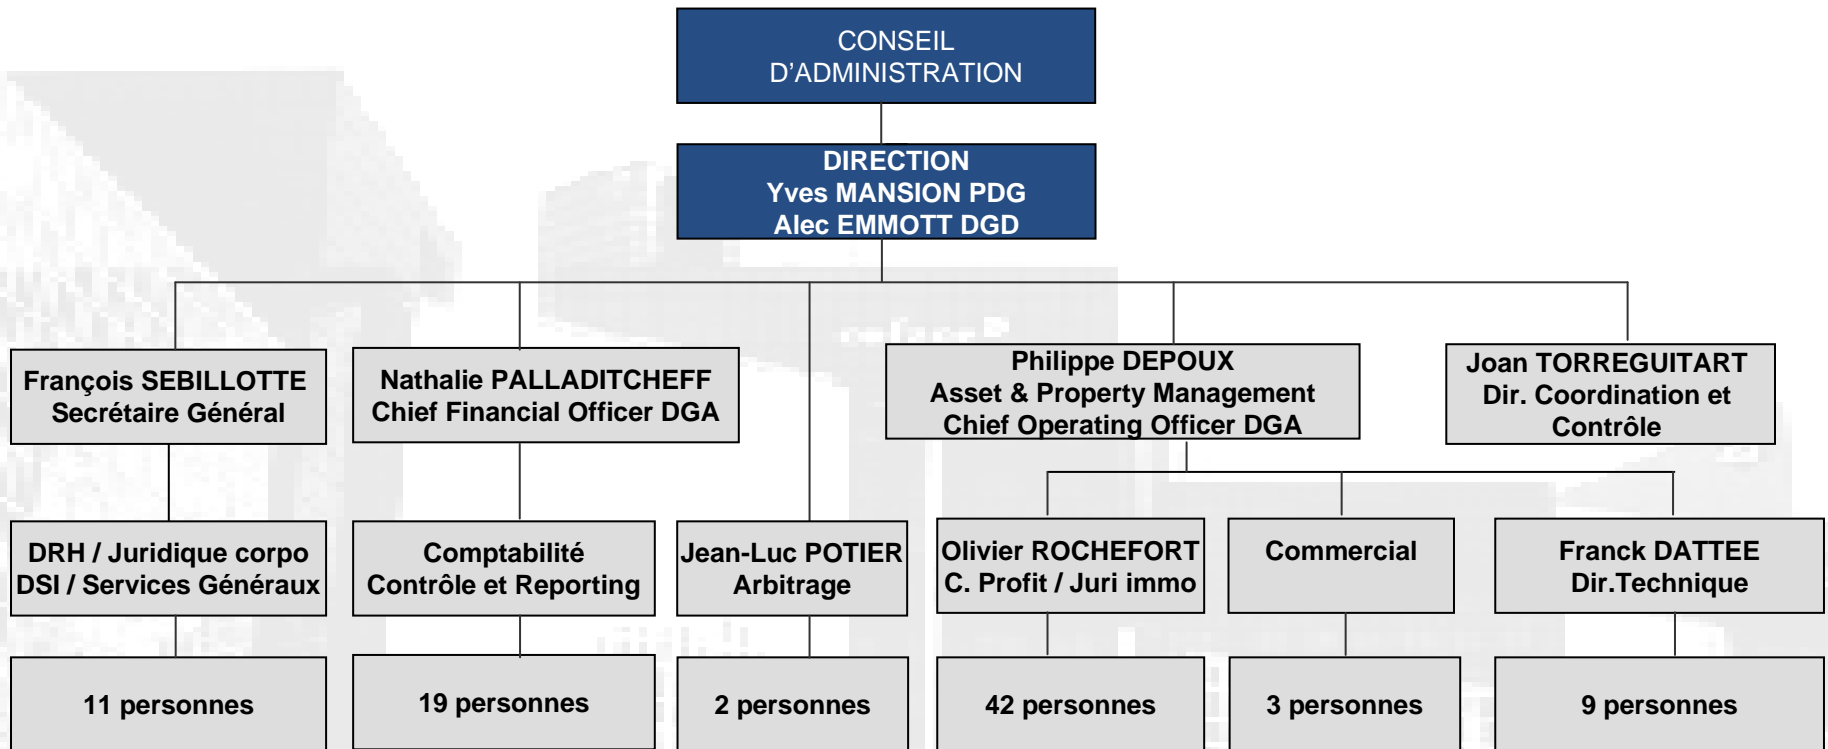 CONSEIL
D'ADMINISTRATION
DIRECTION
Yves MANSION PDG
Alec EMMOTT DGD
François SEBILLOTTE
Secrétaire Général
Nathalie PALLADITCHEFF
Chief Financial Officer DGA
Philippe DEPOUX
Asset & Property Management
Chief Operating Officer DGA
Joan TORREGUITART
Dir. Coordination et
Contrôle
DRH / Juridique corpo
DSI / Services Généraux
Comptabilité
Contrôle et Reporting
Jean-Luc POTIER
Arbitrage
Olivier ROCHEFORT
C. Profit / Juri immo
Commercial
Franck DATTEE
Dir.Technique
11 personnes
19 personnes
2 personnes
42 personnes
3 personnes
9 personnes